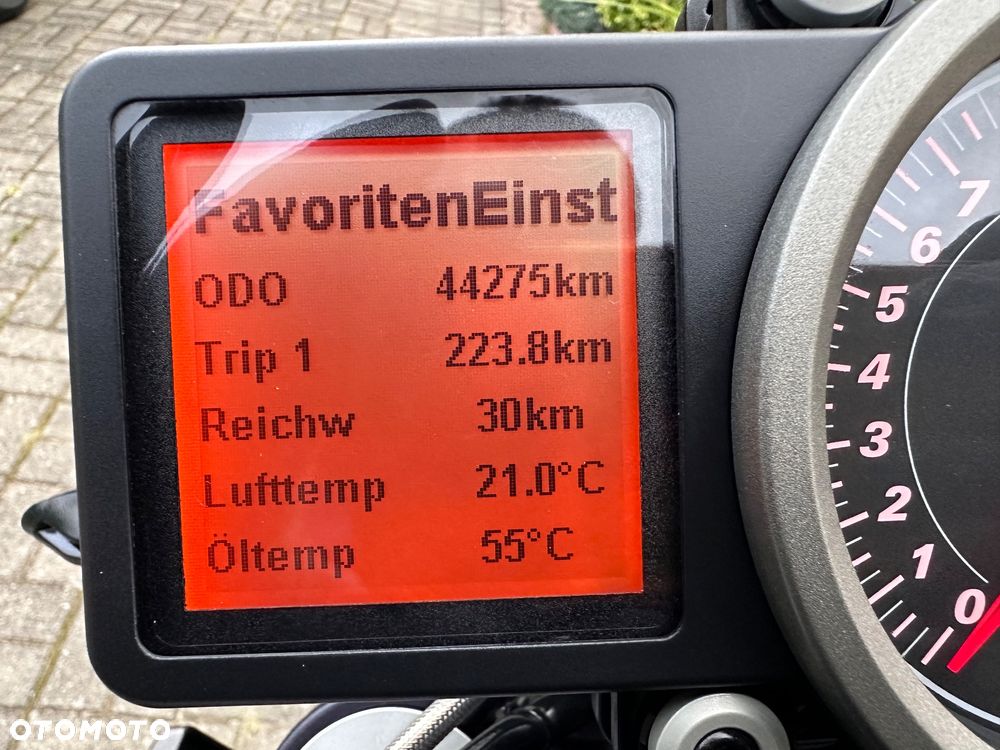 FavoritenEinst
ODO 44275km
Trip 1 223.8km
Reichw 30km
Lufttemp 21.0°C
Öltemp 55°C
7
6
5
4
3
2
1
0
OTOMOTO